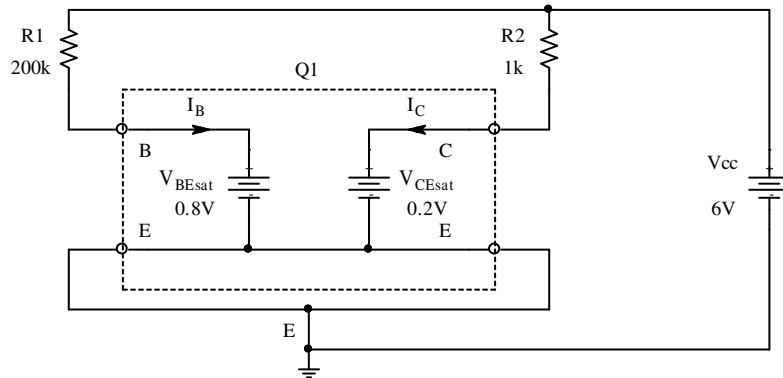 R1
200k
R2
1k
Q1
I_B
I_C
B
C
Vcc
6V
V_BEsat
0.8V
V_CEsat
0.2V
E
E
E